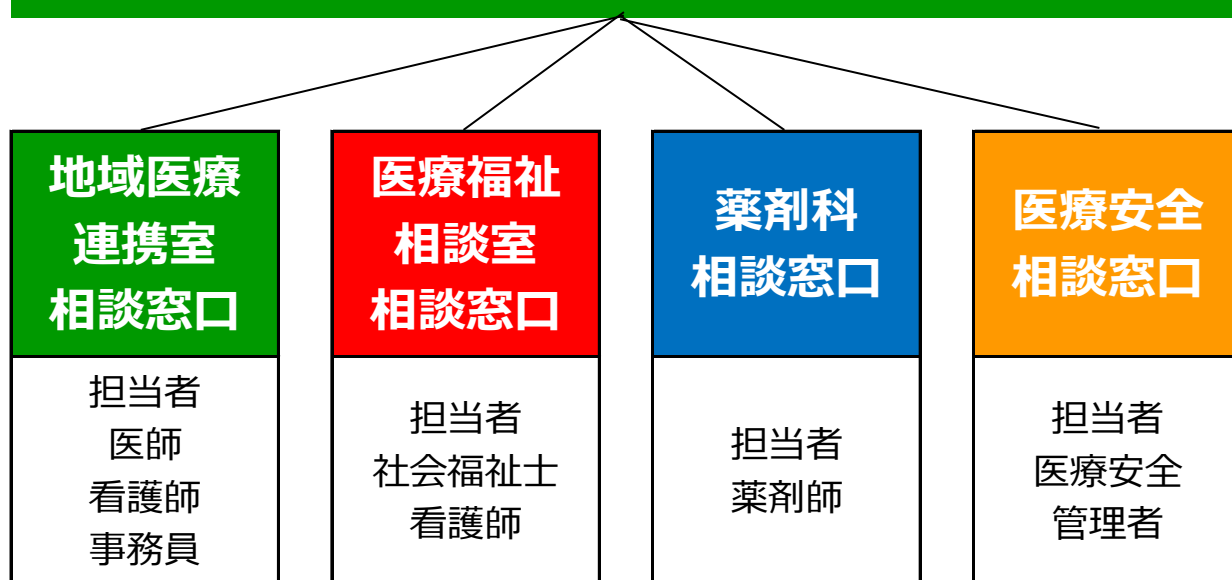 地域医療
連携室
相談窓口
担当者
医師
看護師
事務員
医療福祉
相談室
相談窓口
担当者
社会福祉士
看護師
薬剤科
相談窓口
担当者
薬剤師
医療安全
相談窓口
担当者
医療安全
管理者